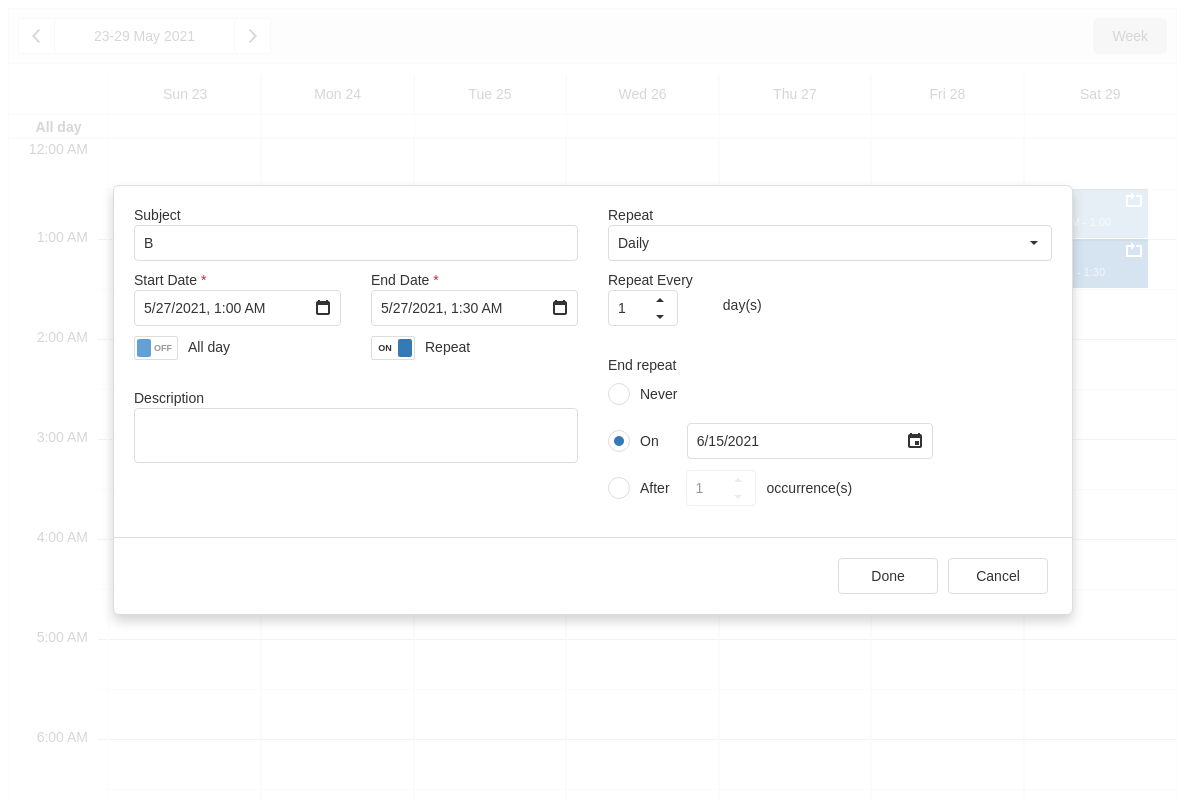 23-29 May 2021
Week
Sun 23
Mon 24
Tue 25
Wed 26
Thu 27
Fri 28
Sat 29
All day
12:00 AM
1:00 AM
2:00 AM
3:00 AM
4:00 AM
5:00 AM
6:00 AM
- 1:00
- 1:30
Subject
B
Start Date *
End Date *
5/27/2021, 1:00 AM
5/27/2021, 1:30 AM
OFF
All day
ON
Repeat
Description
Repeat
Daily
Repeat Every
1
day(s)
End repeat
Never
On
6/15/2021
After
1
occurrence(s)
Done
Cancel